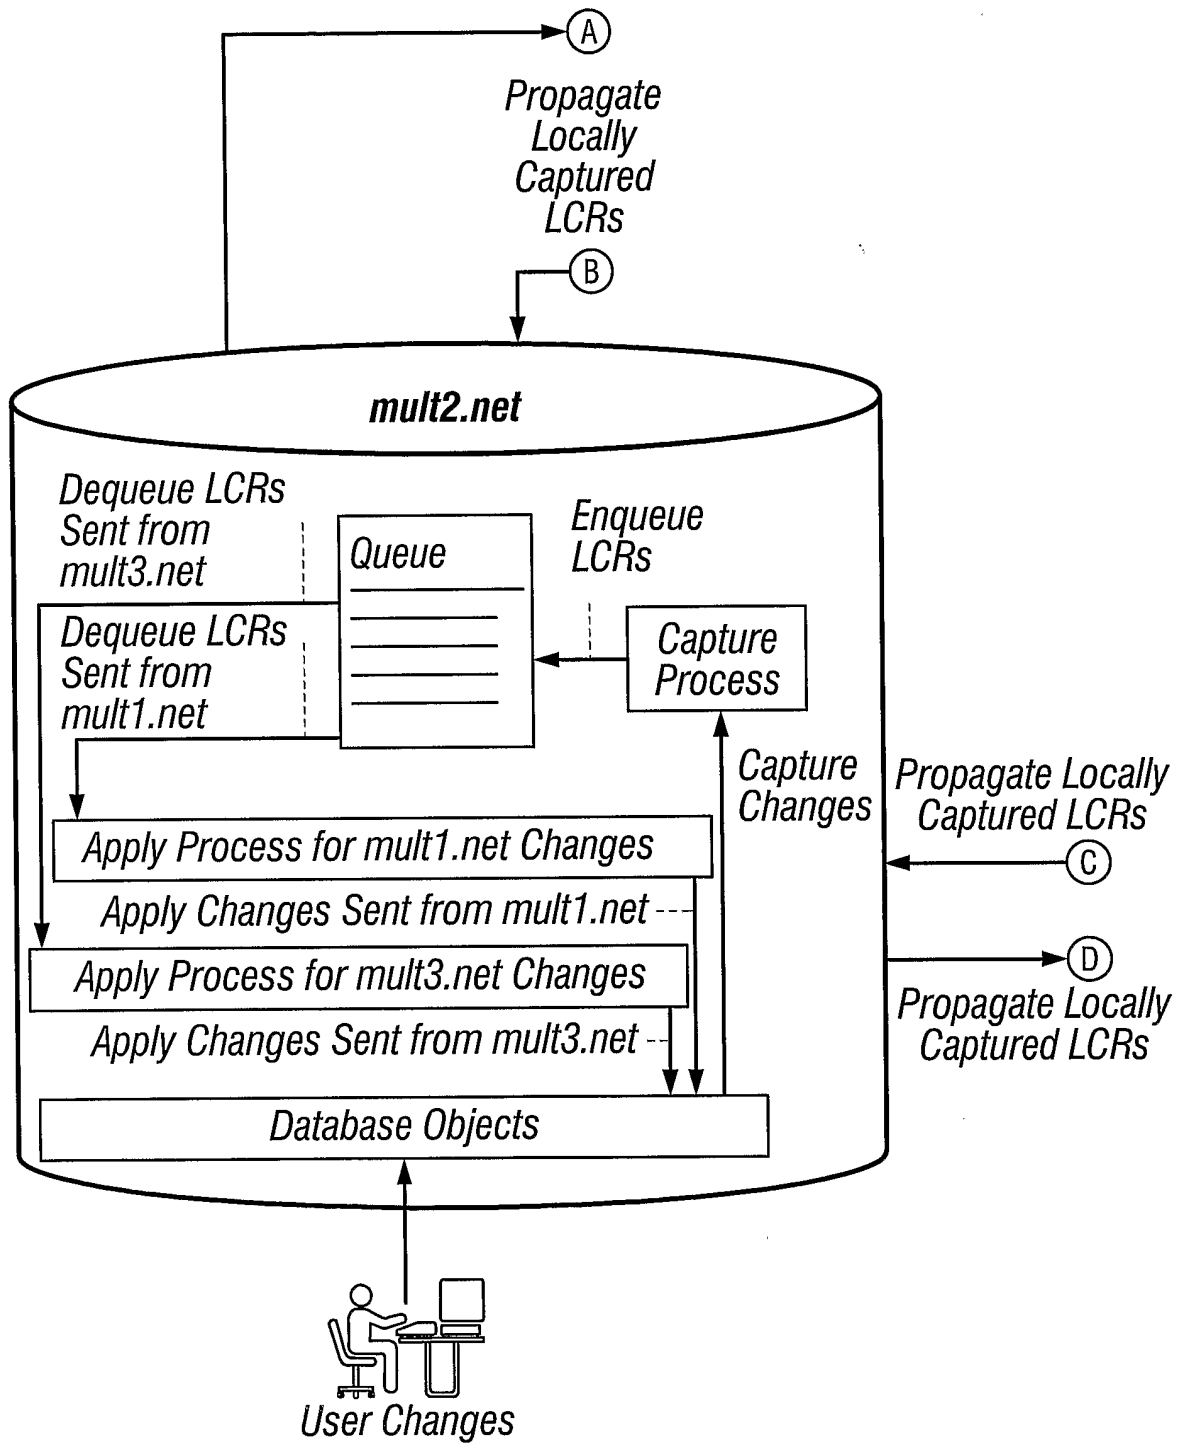 A
Propagate
Locally
Captured
LCRs
B
mult2.net
Dequeue LCRs
Sent from
mult3.net
Queue
Enqueue
LCRs
Dequeue LCRs
Sent from
mult1.net
Capture
Process
Capture
Changes
Propagate Locally
Captured LCRs
C
Apply Process for mult1.net Changes
Apply Changes Sent from mult1.net
D
Propagate Locally
Captured LCRs
Apply Process for mult3.net Changes
Apply Changes Sent from mult3.net
Database Objects
User Changes